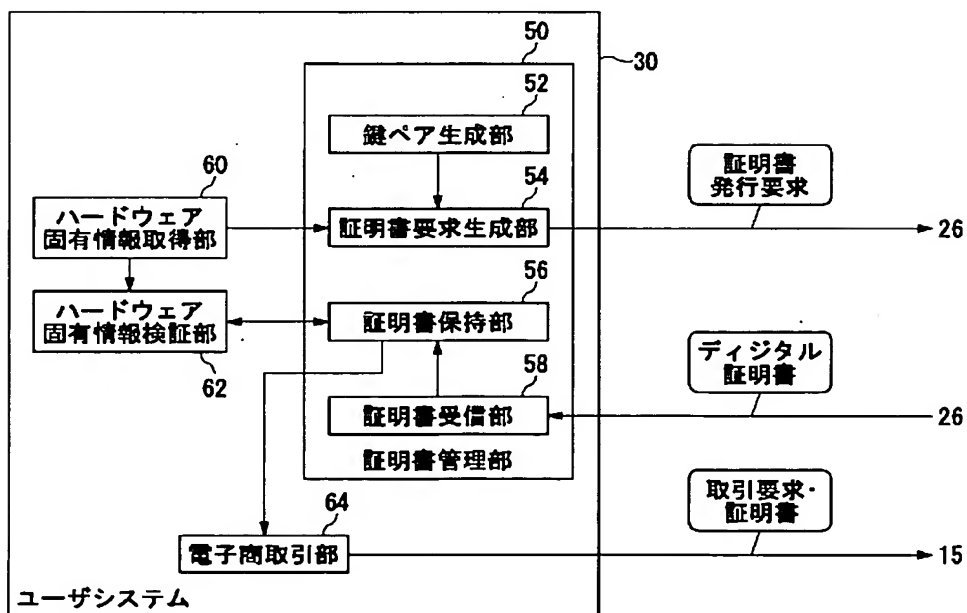 50
30
52
鍵ペア生成部
60
54
証明書
発行要求
ハードウェア
固有情報取得部
証明書要求生成部
26
56
ハードウェア
固有情報検証部
証明書保持部
62
58
ディジタル
証明書
証明書受信部
26
証明書管理部
64
取引要求・
証明書
電子商取引部
15
ユーザシステム